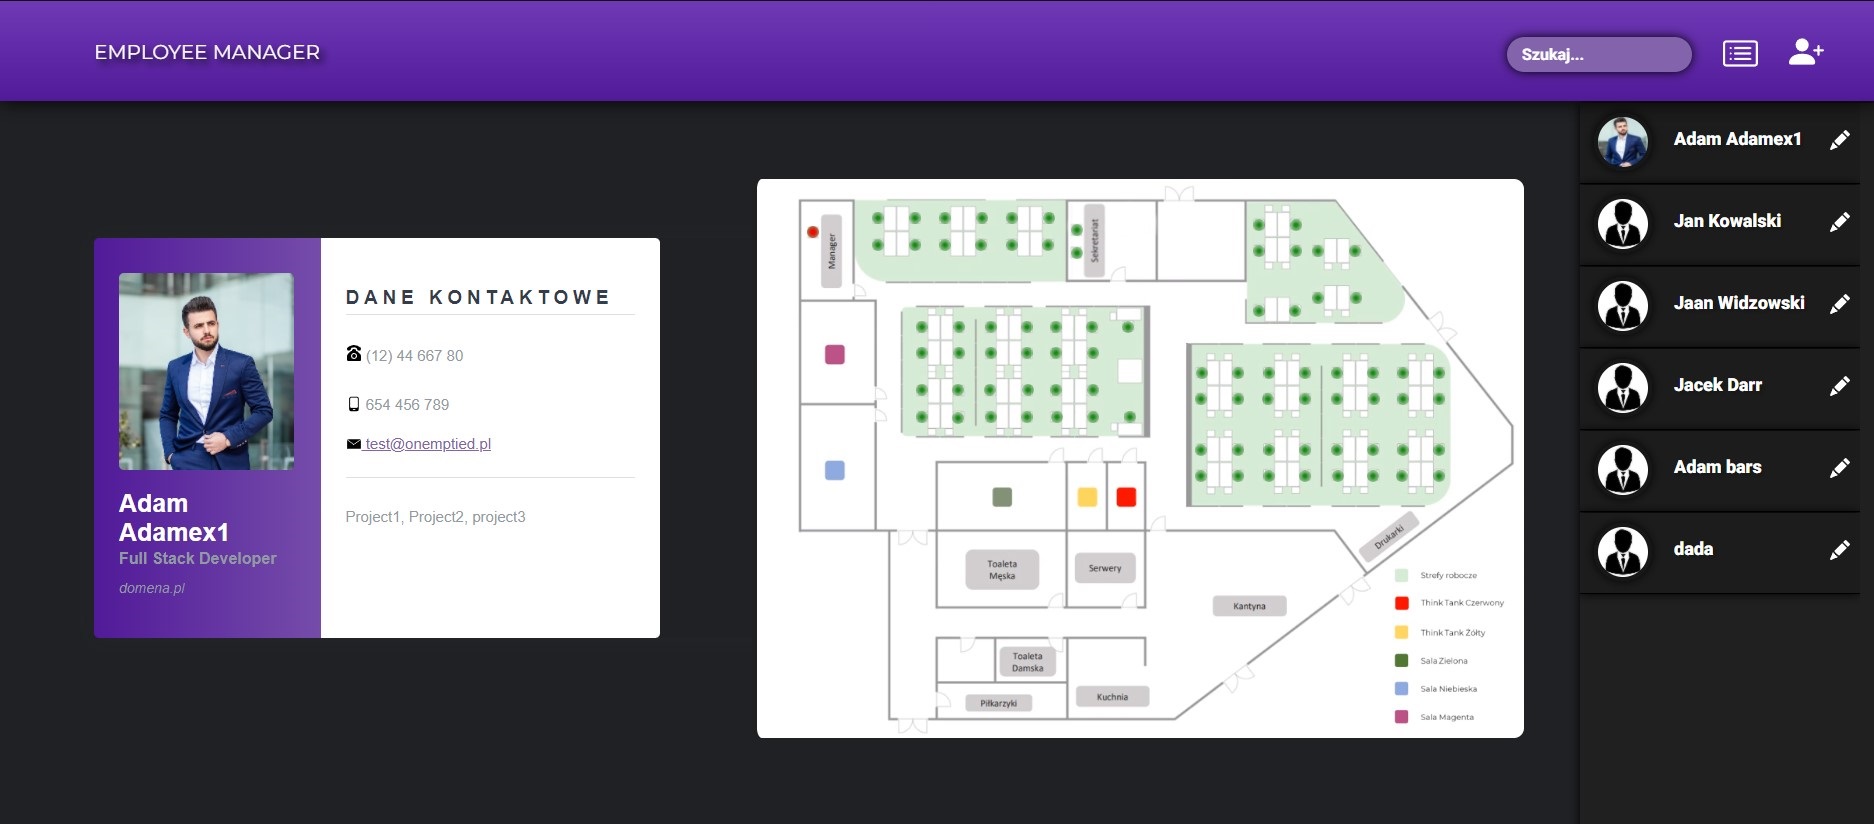 EMPLOYEE MANAGER
Szukaj...
Adam
Adamex1
Full Stack Developer
domena.pl
DANE KONTAKTOWE
(12) 44 667 80
654 456 789
test@onemptied.pl
Project1, Project2, project3
Manager
Sekretariat
Toaleta
Męska
Serwery
Kantyna
Drukarki
Toaleta
Damska
Piłkarzyki
Kuchnia
Strefy robocze
Think Tank Czerwony
Think Tank Żółty
Sala Zielona
Sala Niebieska
Sala Magenta
Adam Adamex1
Jan Kowalski
Jaan Widzowski
Jacek Darr
Adam bars
dada